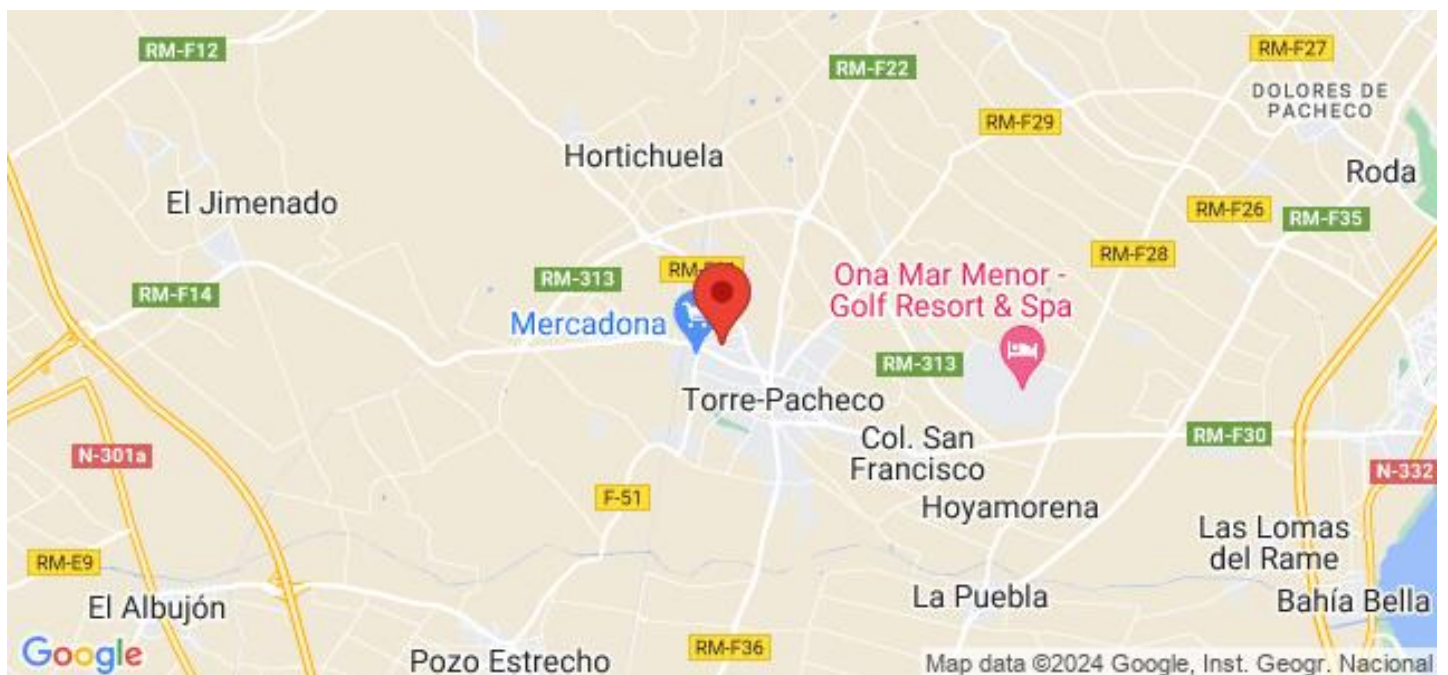 RM-F12
RM-F22
RM-F27
DOLORES DE
PACHECO
RM-F29
Hortichuela
Roda
El Jimenado
RM-F26
RM-F35
RM-F28
RM-313
Ona Mar Menor -
Golf Resort & Spa
RM-F14
Mercadona
RM-313
Torre-Pacheco
Col. San
Francisco
RM-F30
N-301a
N-332
F-51
Hoyamorena
Las Lomas
del Rame
RM-E9
El Albujón
La Puebla
Bahía Bella
Google
Pozo Estrecho
RM-F36
Map data ©2024 Google, Inst. Geogr. Nacional